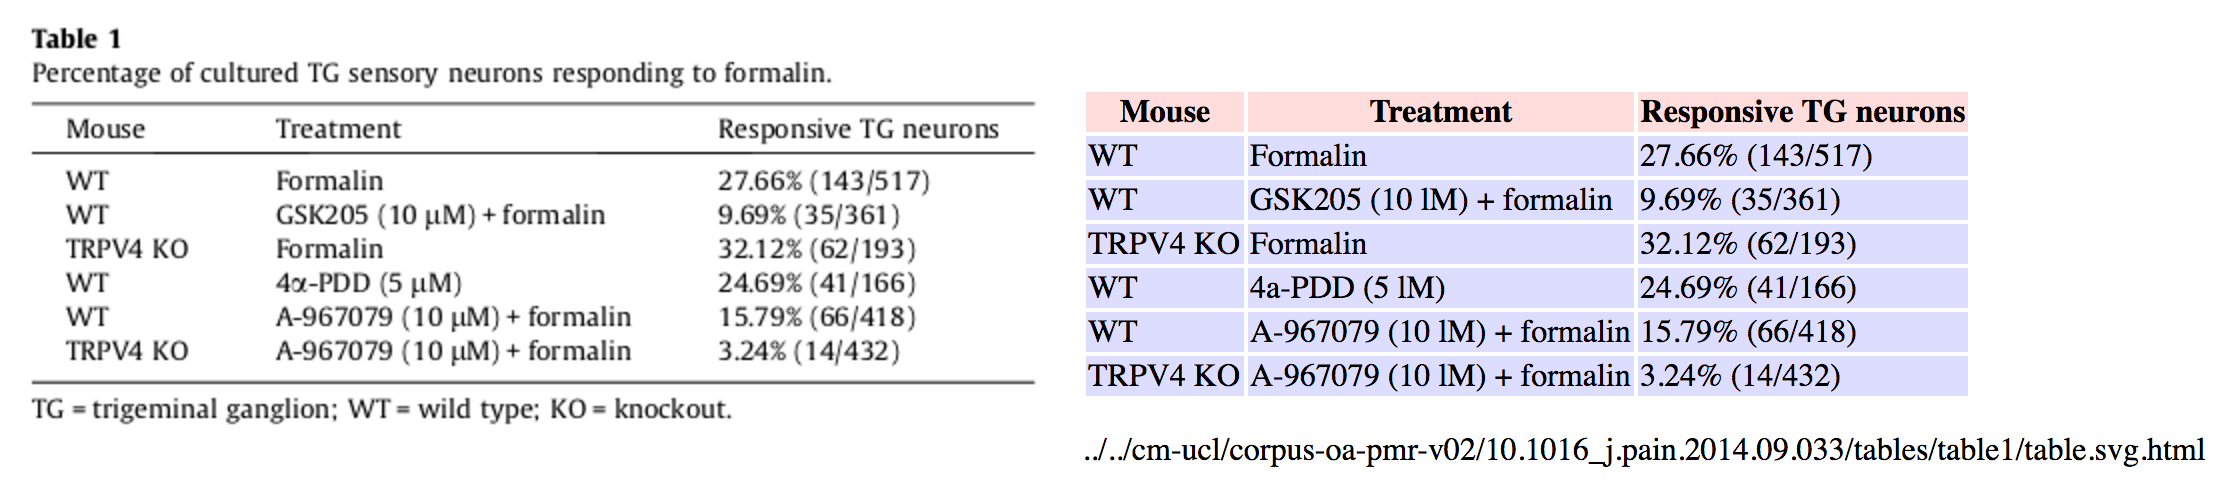 Table 1
Percentage of cultured TG sensory neurons responding to formalin.
Mouse Treatment Responsive TG neurons
WT Formalin 27.66% (143/517)
WT GSK205 (10 μM) + formalin 9.69% (35/361)
TRPV4 KO Formalin 32.12% (62/193)
WT 4α-PDD (5 μM) 24.69% (41/166)
WT A-967079 (10 μM) + formalin 15.79% (66/418)
TRPV4 KO A-967079 (10 μM) + formalin 3.24% (14/432)
TG = trigeminal ganglion; WT = wild type; KO = knockout.
Mouse Treatment Responsive TG neurons
WT Formalin 27.66% (143/517)
WT GSK205 (10 lM) + formalin 9.69% (35/361)
TRPV4 KO Formalin 32.12% (62/193)
WT 4a-PDD (5 lM) 24.69% (41/166)
WT A-967079 (10 lM) + formalin 15.79% (66/418)
TRPV4 KO A-967079 (10 lM) + formalin 3.24% (14/432)
../../cm-ucl/corpus-oa-pmr-v02/10.1016_j.pain.2014.09.033/tables/table1/table.svg.html